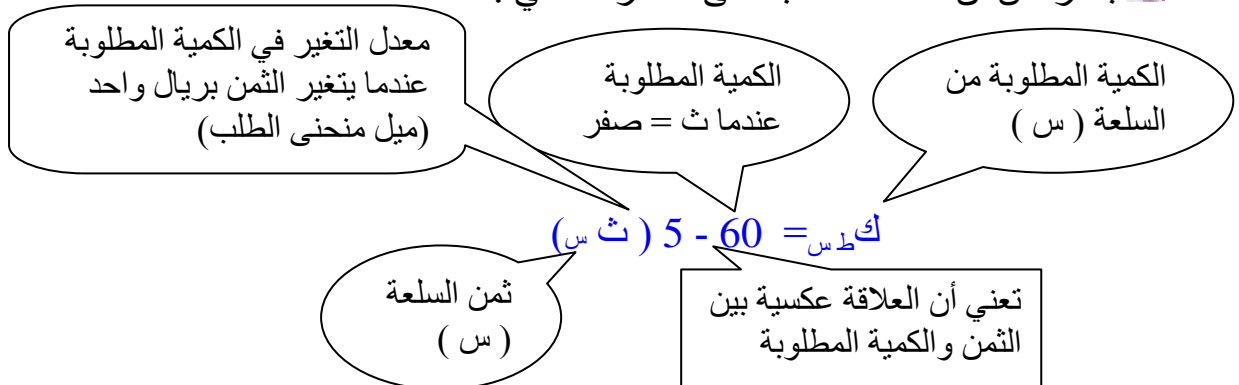 الكمية المطلوبة من
السلعة ( س )
الكمية المطلوبة
عندما ث = صفر
معدل التغير في الكمية المطلوبة
عندما يتغير الثمن بريال واحد
(ميل منحنى الطلب)
ك ط س = 60 - 5 ( ث س)
تعني أن العلاقة عكسية بين
الثمن والكمية المطلوبة
ثمن السلعة
( س )